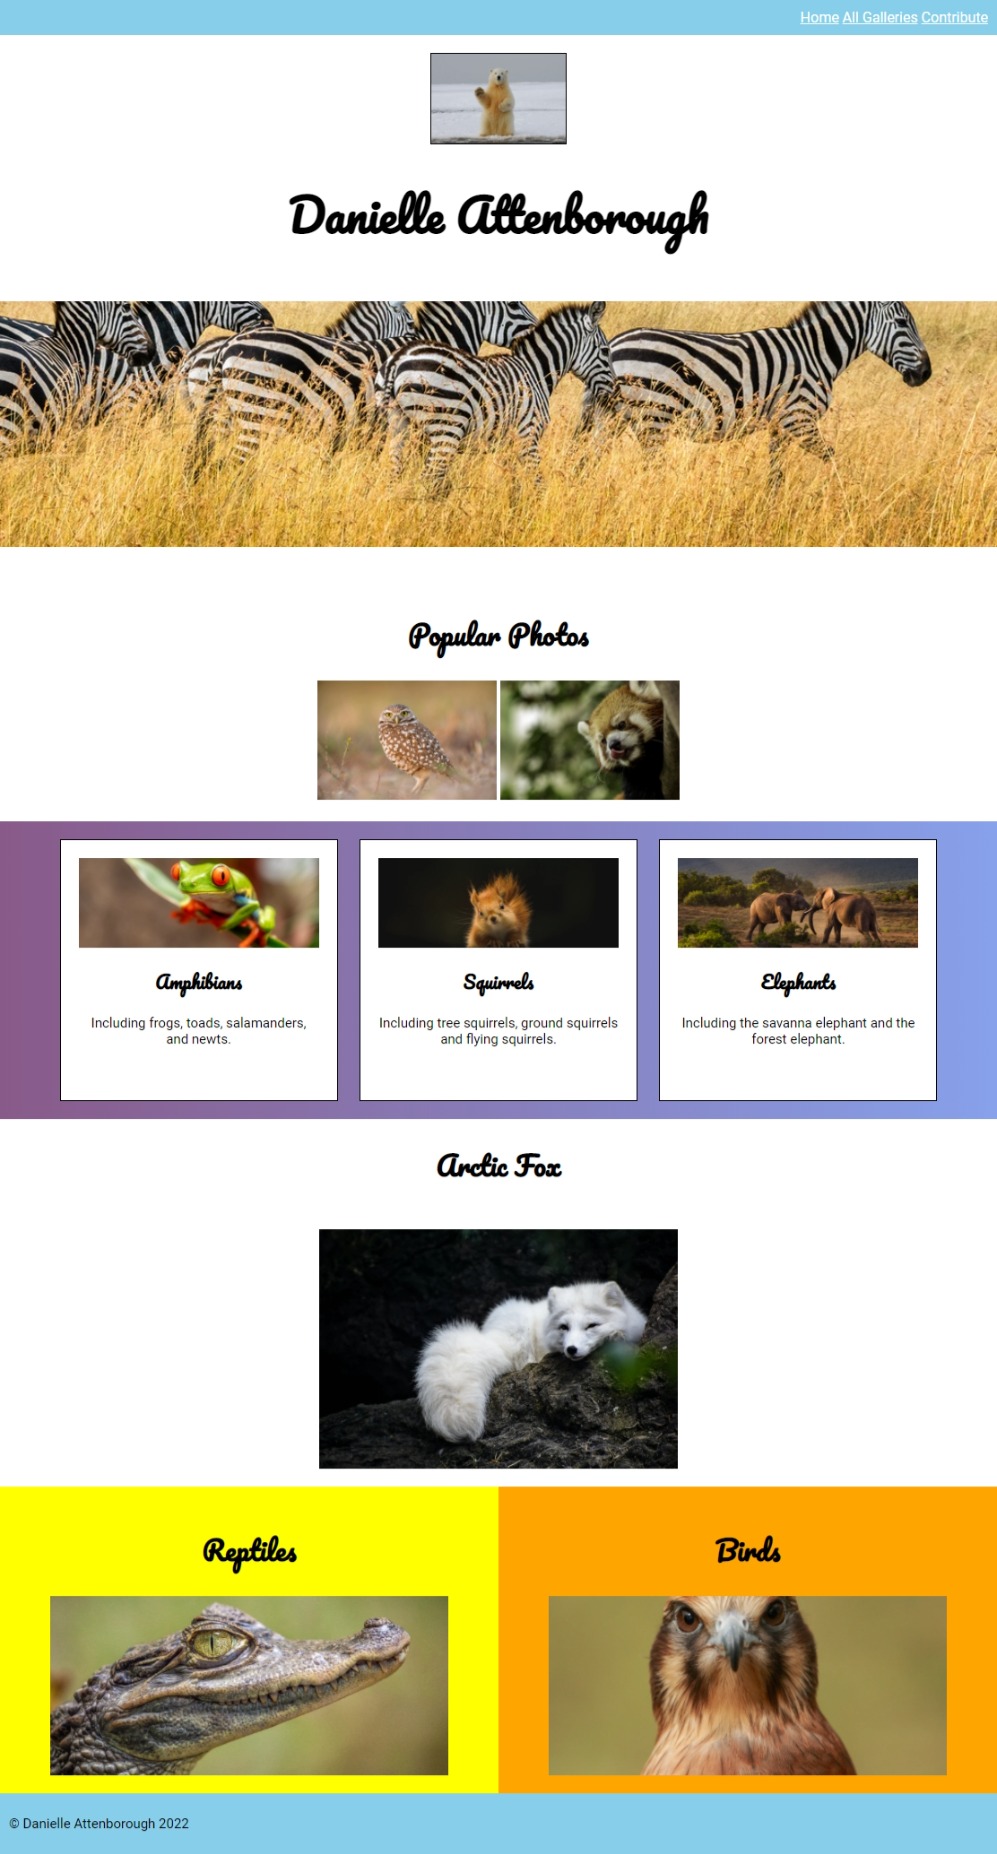 Home All Galleries Contribute
Danielle Attenborough
Popular Photos
Amphibians
Including frogs, toads, salamanders,
and newts.
Squirrels
Including tree squirrels, ground squirrels
and flying squirrels.
Elephants
Including the savanna elephant and the
forest elephant.
Arctic Fox
Reptiles
Birds
© Danielle Attenborough 2022